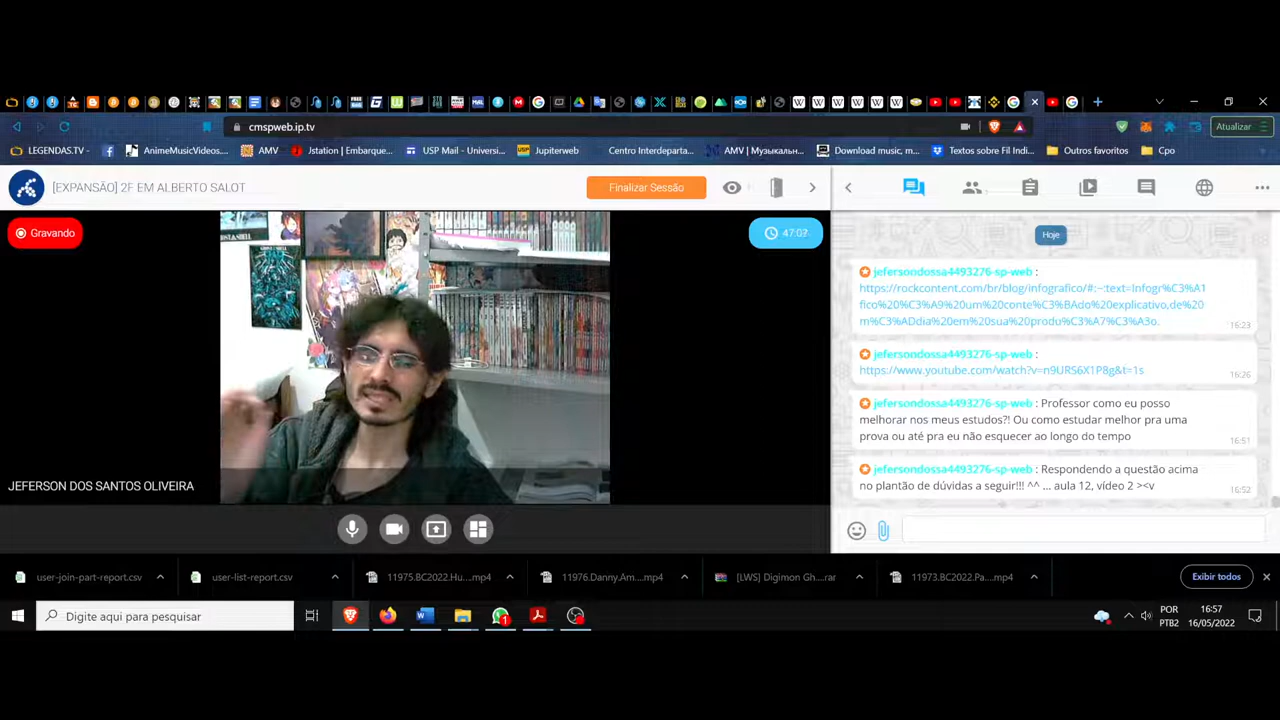 cmspweb.ip.tv
Atualizar
LEGENDAS.TV -
AnimeMusicVideos...
AMV
Jstation | Embarque...
USP Mail - Universi...
Jupiterweb
Centro Interdeparta...
AMV | Музыкальн...
Download music, п...
Textos sobre Fil Indi...
Outros favoritos
Cpo
[EXPANSÃO] 2F EM ALBERTO SALOT
Finalizar Sessão
Gravando
47:07
JEFERSON DOS SANTOS OLIVEIRA
Hoje
jefersondossa4493276-sp-web :
https://rockcontent.com/br/blog/infografico/#:~:text=Infogr%C3%A1
fico%20%C3%A9%20um%20conte%C3%BAdo%20explicativo,de%20
m%C3%ADdia%20em%20sua%20produ%C3%A7%C3%A3o.
16:23
jefersondossa4493276-sp-web :
https://www.youtube.com/watch?v=n9URS6X1P8g&t=1s
16:26
jefersondossa4493276-sp-web : Professor como eu posso
melhorar nos meus estudos?! Ou como estudar melhor pra uma
prova ou até pra eu não esquecer ao longo do tempo
16:51
jefersondossa4493276-sp-web : Respondendo a questão acima
no plantão de dúvidas a seguir!!! ^^ ... aula 12, vídeo 2 ><v
16:52
user-join-part-report.csv
user-list-report.csv
11975.BC2022.Hu....mp4
11976.Danny.Am....mp4
[LWS] Digimon Gh...rar
11973.BC2022.Pa....mp4
Exibir todos
Digite aqui para pesquisar
POR
PTB2
16:57
16/05/2022